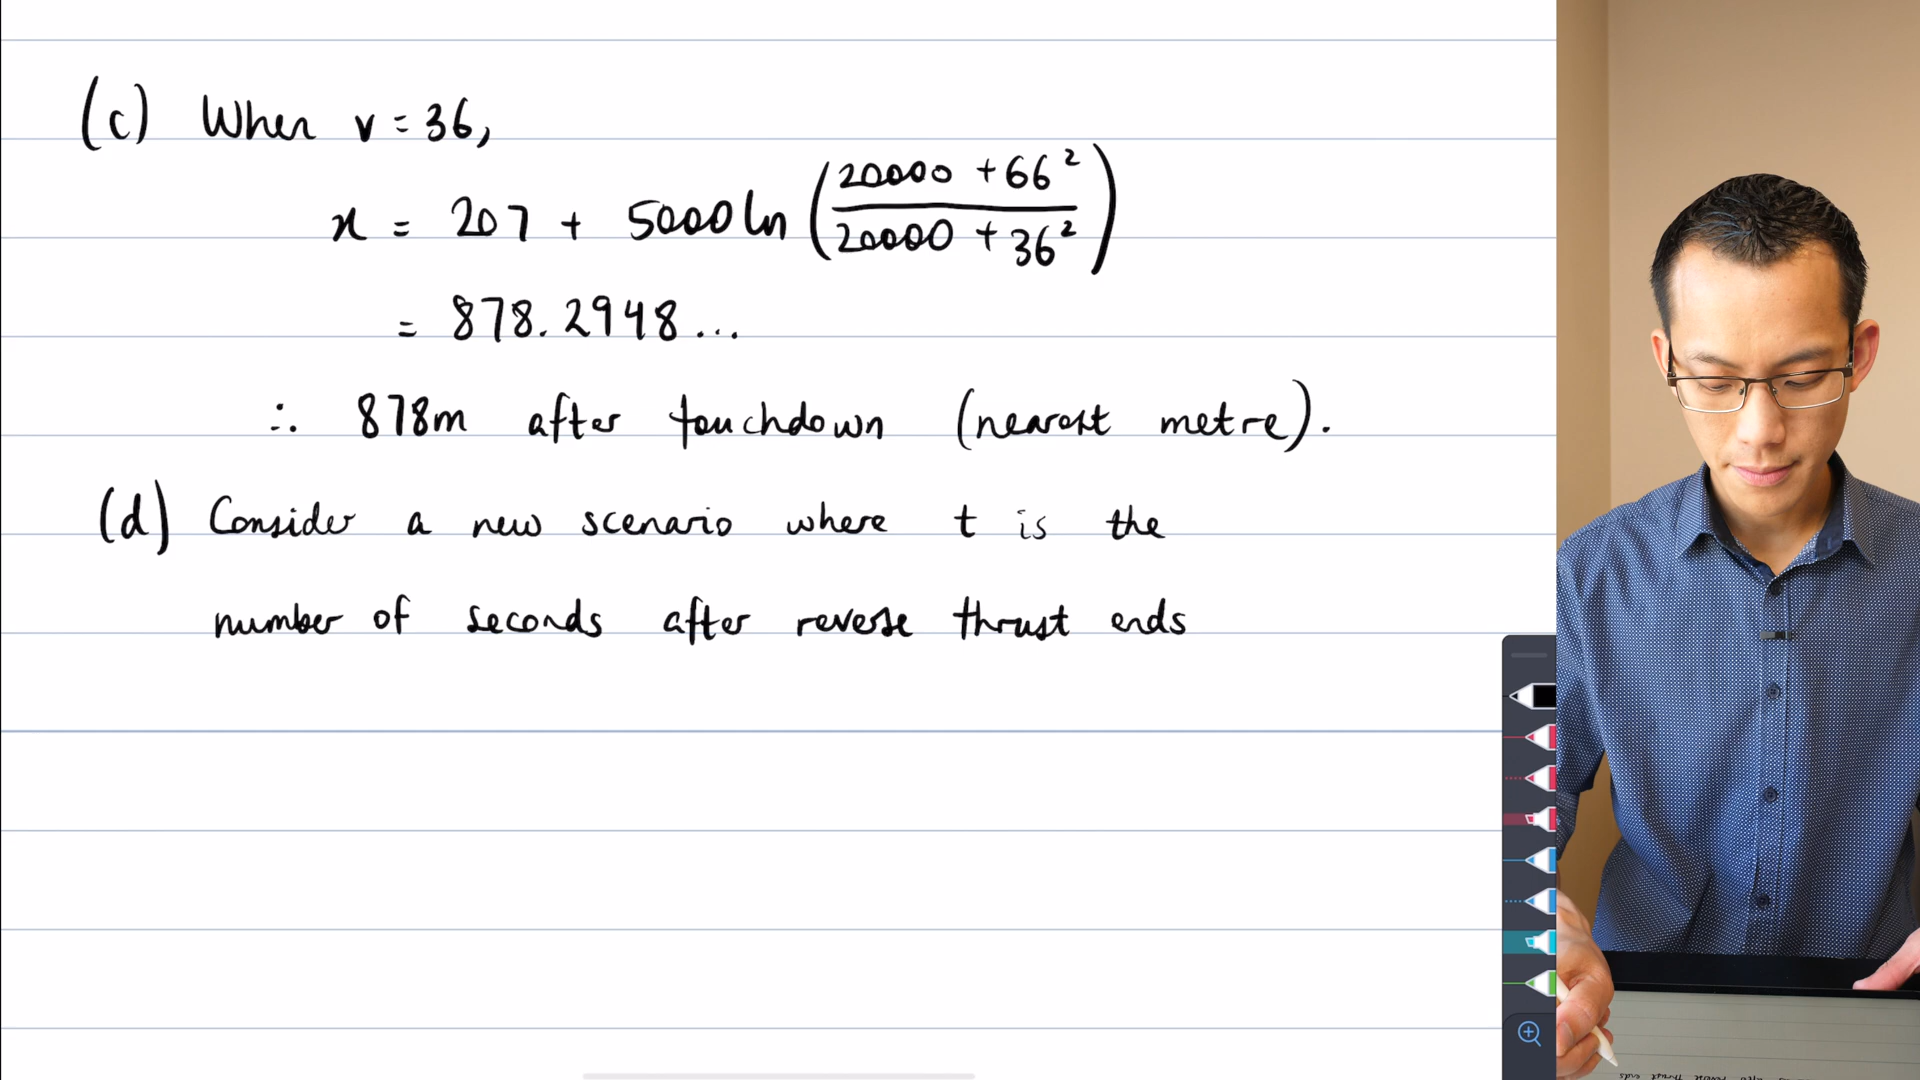 (c) When v = 36,
x = 207 + 5000 ln ( (20000 + 66²) / (20000 + 36²) )
= 878.2948...
∴ 878m after touchdown (nearest metre).
(d) Consider a new scenario where t is the
number of seconds after reverse thrust ends